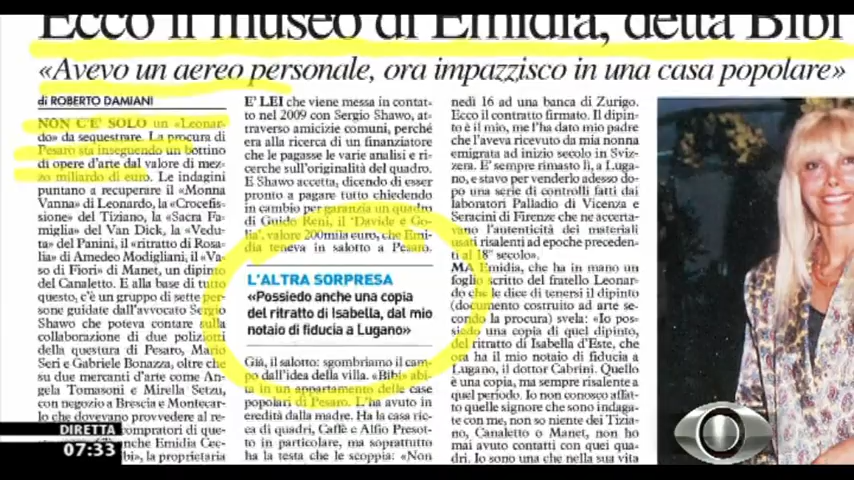 Ecco il museo di Emidia, detta Bibi
«Avevo un aereo personale, ora impazzisco in una casa popolare»
di ROBERTO DAMIANI
NON C'E' SOLO un «Leonar-
do» da sequestrare. La procura di
Pesaro sta inseguendo un bottino
di opere d'arte dal valore di mez-
zo miliardo di euro. Le indagini
puntano a recuperare il «Monna
Vanna» di Leonardo, la «Crocefis-
sione» del Tiziano, la «Sacra Fa-
miglia» del Van Dick, la «Vedu-
ta» del Panini, il «ritratto di Rosa-
lia» di Amedeo Modigliani, il «Va-
so di Fiori» di Manet, un dipinto
del Canaletto. E alla base di tutto
questo, c'è un gruppo di sette per-
sone guidate dall'avvocato Sergio
Shawo che poteva contare sulla
collaborazione di due poliziotti
della questura di Pesaro, Mario
Seri e Gabriele Bonazza, oltre che
su due mercanti d'arte come An-
gela Tomasoni e Mirella Setzu,
con negozio a Brescia e Montecar-
lo che dovevano provvedere al re-
compratori di que-
anche Emidia Cec-
la proprietaria
E' LEI che viene messa in contat-
to nel 2009 con Sergio Shawo, at-
traverso amicizie comuni, perché
era alla ricerca di un finanziatore
che le pagasse le varie analisi e ri-
cerche sull'originalità del quadro.
E Shawo accetta, dicendo di esser
pronto a pagare tutto chiedendo
in cambio per garanzia un quadro
di Guido Reni, il 'Davide e Go-
lia', valore 200mila euro, che Emi-
dia teneva in salotto a Pesaro.
L'ALTRA SORPRESA
«Possiedo anche una copia
del ritratto di Isabella, dal mio
notaio di fiducia a Lugano»
Già, il salotto: sgombriamo il cam-
po dall'idea della villa. «Bibi» abi-
ta in un appartamento delle case
popolari di Pesaro. L'ha avuto in
eredità dalla madre. Ha la casa ric-
ca di quadri, Caffè e Alfio Presot-
to in particolare, ma soprattutto
ha la testa che le scoppia: «Non
nedì 16 ad una banca di Zurigo.
Ecco il contratto firmato. Il dipin-
to è il mio, me l'ha dato mio padre
che l'aveva ricevuto da mia nonna
emigrata ad inizio secolo in Sviz-
zera. E' sempre rimasto lì, a Luga-
no, e stavo per venderlo adesso do-
po una serie di controlli fatti dai
laboratori Palladio di Vicenza e
Seracini di Firenze che ne accerta-
vano l'autenticità dei materiali
usati risalenti ad epoche preceden-
ti al 18° secolo».
MA Emidia, che ha in mano un
foglio scritto del fratello Leonar-
do che le dice di tenersi il dipinto
(documento costruito ad arte se-
condo la procura) svela: «Io pos-
siedo una copia di quel dipinto,
del ritratto di Isabella d'Este, che
ora ha il mio notaio di fiducia a
Lugano, il dottor Cabrini. Quello
è una copia, ma sempre risalente a
quel periodo. Io non conosco affat-
to quelle signore che sono indaga-
te con me, non so niente dei Tizia-
no, Canaletto o Manet, non ho
mai avuto contatti con quei qua-
dri. Io sono una che nella sua vita
DIRETTA
07:33